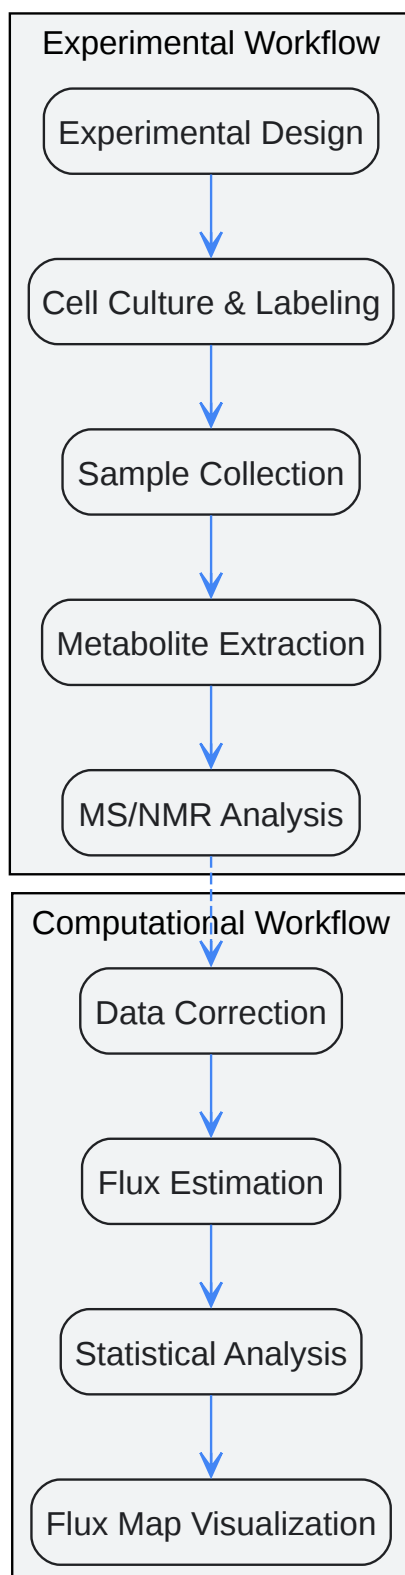 Experimental Workflow
Experimental Design
Cell Culture & Labeling
Sample Collection
Metabolite Extraction
MS/NMR Analysis
Computational Workflow
Data Correction
Flux Estimation
Statistical Analysis
Flux Map Visualization